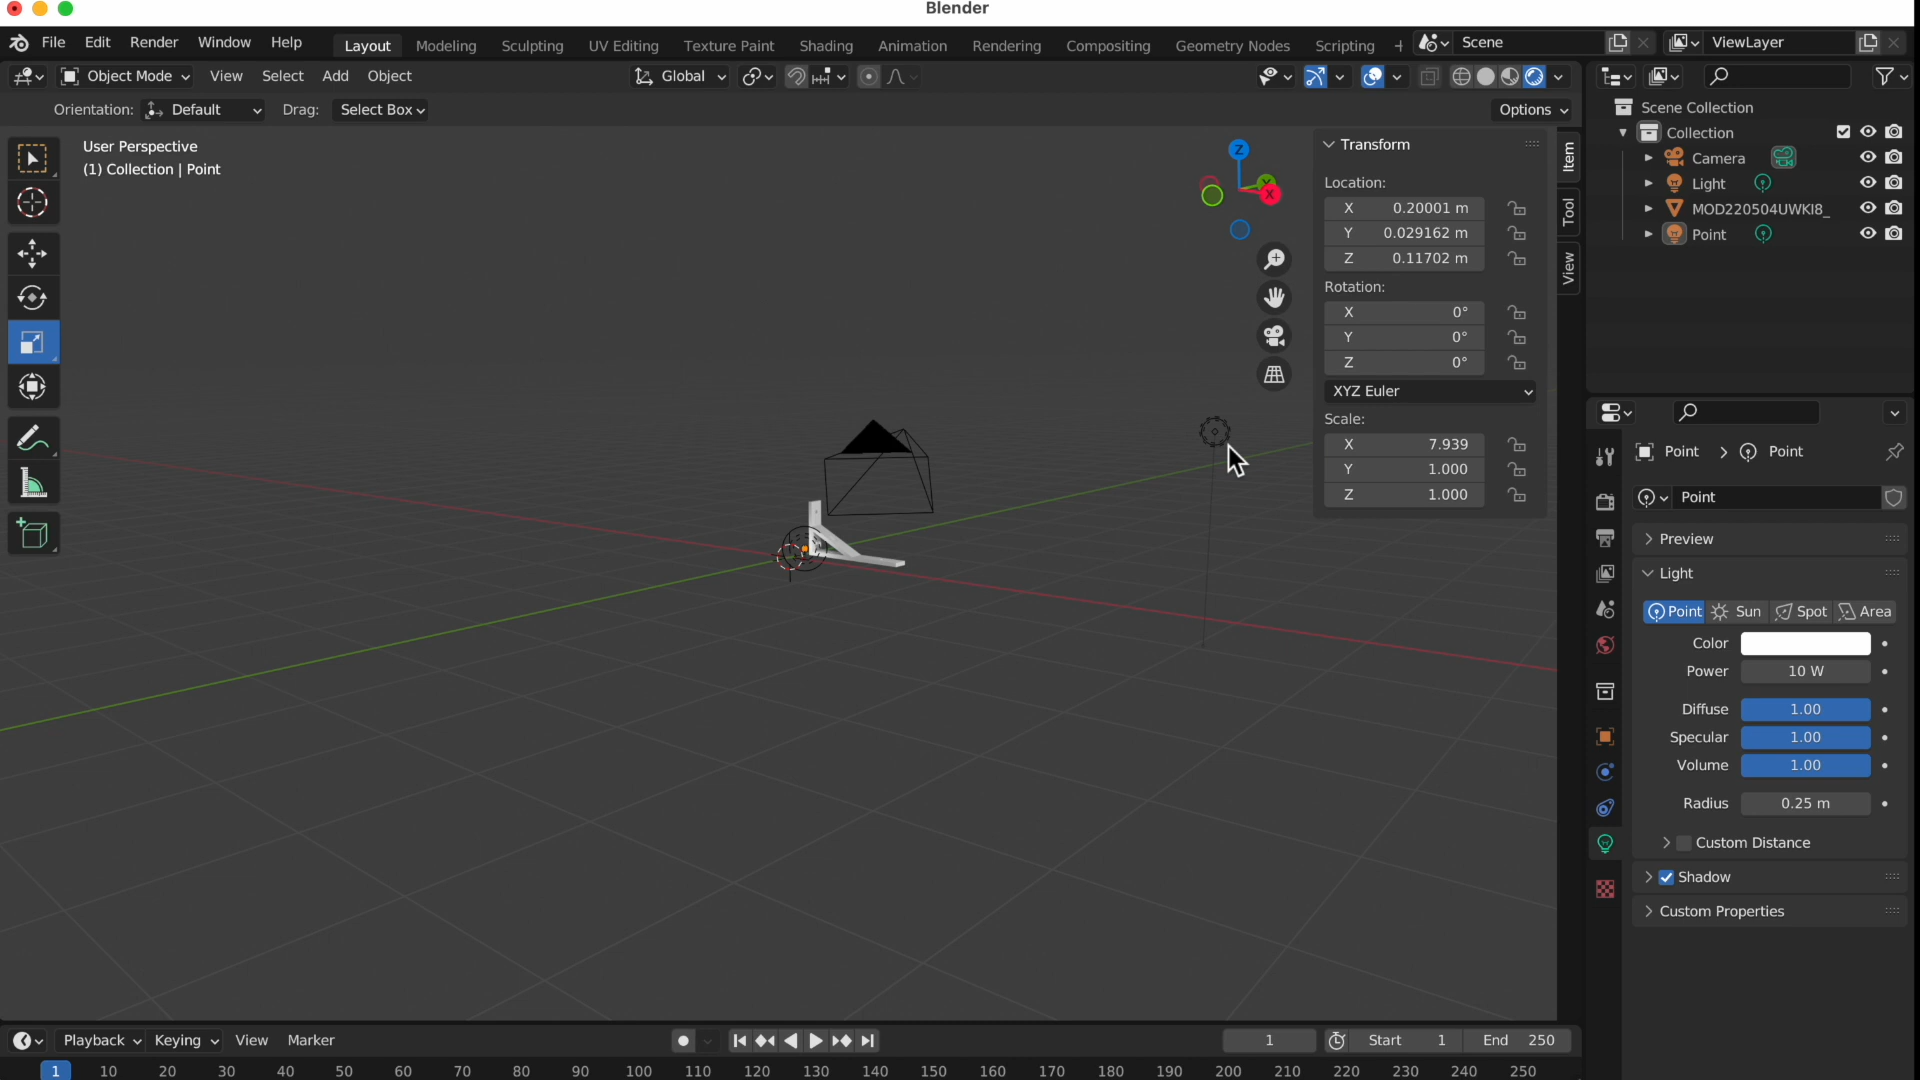 Blender
File Edit Render Window Help Layout Modeling Sculpting UV Editing Texture Paint Shading Animation Rendering Compositing Geometry Nodes Scripting + Scene ViewLayer
Object Mode View Select Add Object Global
Orientation: Default Drag: Select Box Options
User Perspective
(1) Collection | Point
Z
Y
X
Transform
Location:
X 0.20001 m
Y 0.029162 m
Z 0.11702 m
Rotation:
X 0°
Y 0°
Z 0°
XYZ Euler
Scale:
X 7.939
Y 1.000
Z 1.000
Item
Tool
View
Scene Collection
Collection
Camera
Light
MOD220504UWKI8_
Point
Point > Point
Point
Preview
Light
Point Sun Spot Area
Color
Power 10 W
Diffuse 1.00
Specular 1.00
Volume 1.00
Radius 0.25 m
Custom Distance
Shadow
Custom Properties
Playback Keying View Marker 1 Start 1 End 250
1 10 20 30 40 50 60 70 80 90 100 110 120 130 140 150 160 170 180 190 200 210 220 230 240 250